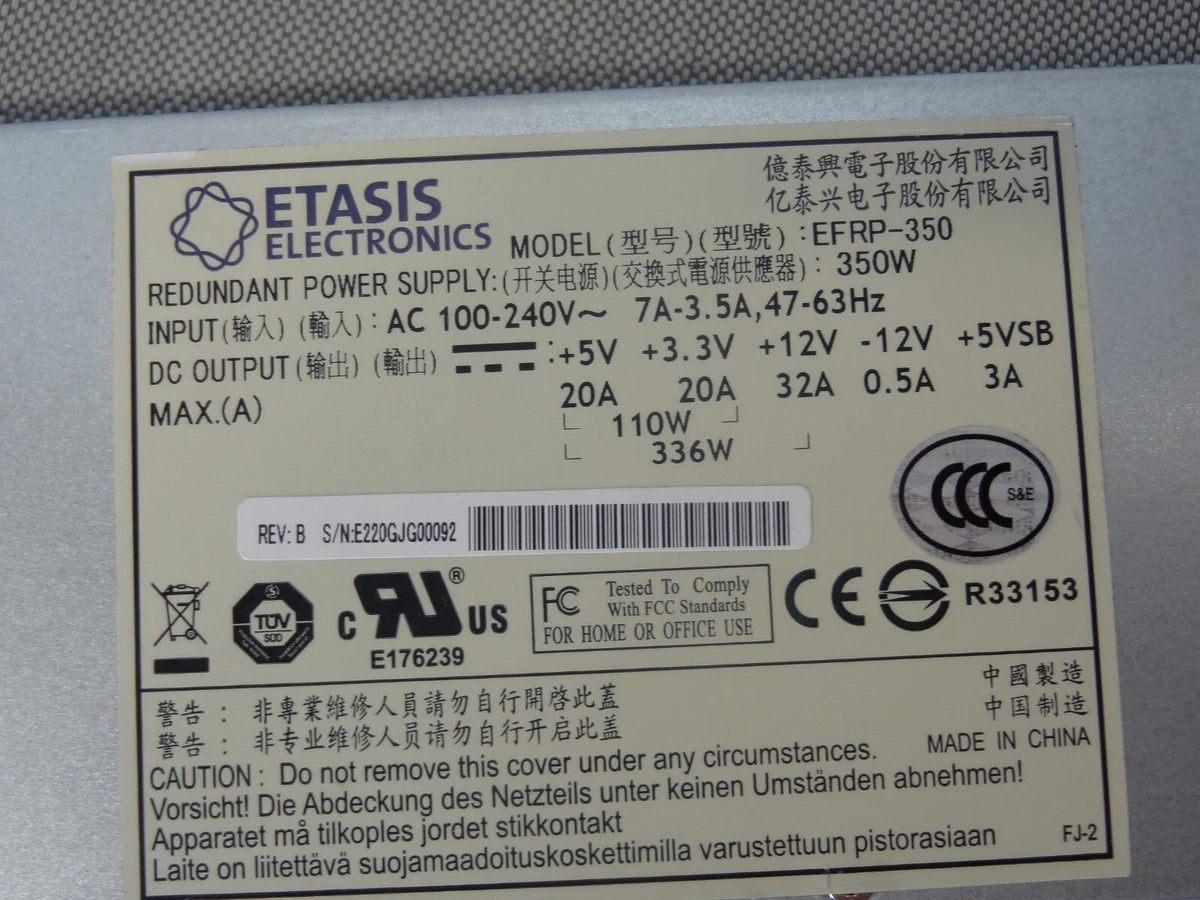 ETASIS
ELECTRONICS
億泰興電子股份有限公司
亿泰兴电子股份有限公司
MODEL(型号)(型號):EFRP-350
REDUNDANT POWER SUPPLY:(开关电源)(交換式電源供應器): 350W
INPUT(输入) (輸入): AC 100-240V~ 7A-3.5A,47-63Hz
DC OUTPUT(输出) (輸出) :+5V +3.3V +12V -12V +5VSB
MAX.(A) 20A 20A 32A 0.5A 3A
110W
336W
CCC S&E
REV: B S/N:E220GJG00092
TÜV
SÜD
c RU® US
E176239
FC Tested To Comply
With FCC Standards
FOR HOME OR OFFICE USE
CE R33153
警告: 非專業維修人員請勿自行開啓此蓋
警告: 非专业维修人员请勿自行开启此盖
中國製造
中国制造
MADE IN CHINA
CAUTION: Do not remove this cover under any circumstances.
Vorsicht! Die Abdeckung des Netzteils unter keinen Umständen abnehmen!
Apparatet må tilkoples jordet stikkontakt
Laite on liitettävä suojamaadoituskoskettimilla varustettuun pistorasiaan
FJ-2